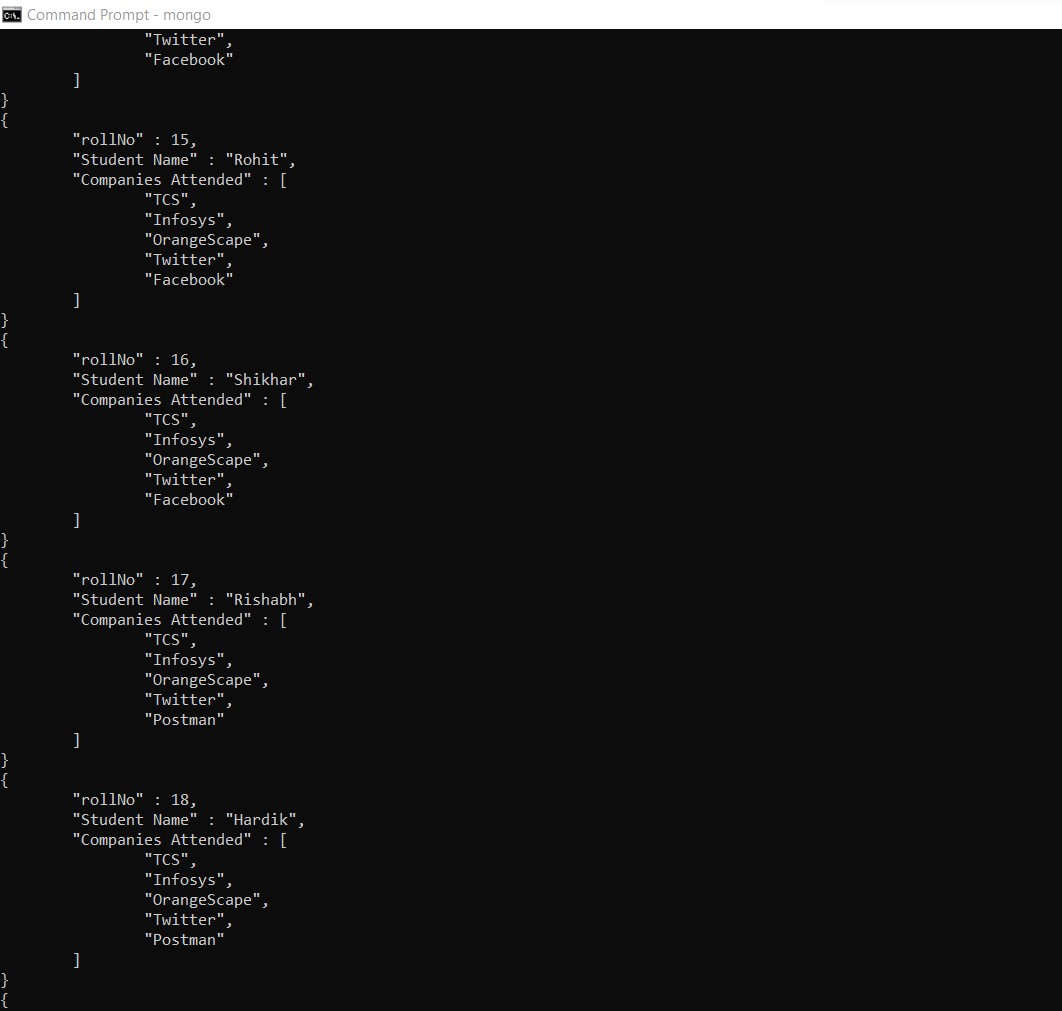 Command Prompt - mongo
"Twitter",
"Facebook"
]
}
{
"rollNo" : 15,
"Student Name" : "Rohit",
"Companies Attended" : [
"TCS",
"Infosys",
"OrangeScape",
"Twitter",
"Facebook"
]
}
{
"rollNo" : 16,
"Student Name" : "Shikhar",
"Companies Attended" : [
"TCS",
"Infosys",
"OrangeScape",
"Twitter",
"Facebook"
]
}
{
"rollNo" : 17,
"Student Name" : "Rishabh",
"Companies Attended" : [
"TCS",
"Infosys",
"OrangeScape",
"Twitter",
"Postman"
]
}
{
"rollNo" : 18,
"Student Name" : "Hardik",
"Companies Attended" : [
"TCS",
"Infosys",
"OrangeScape",
"Twitter",
"Postman"
]
}
{